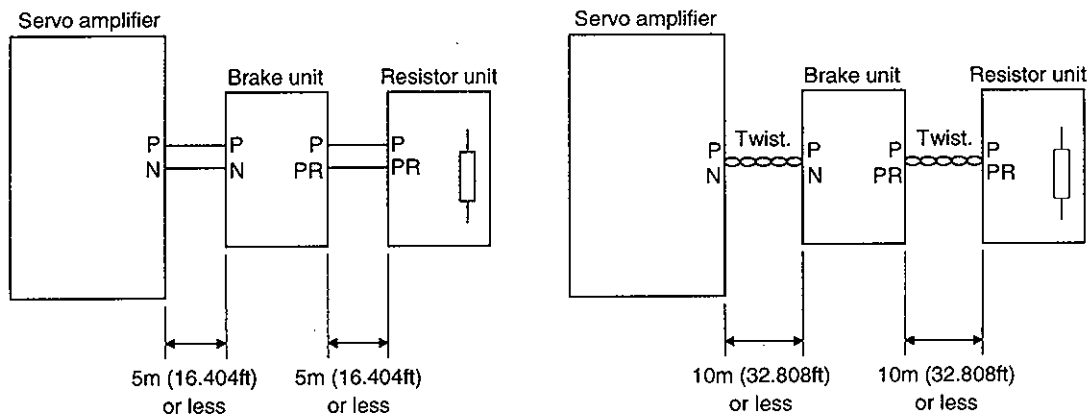 Servo amplifier
Brake unit
Resistor unit
P
P
P
P
N
N
PR
PR
5m (16.404ft)
or less
5m (16.404ft)
or less
Servo amplifier
Brake unit
Resistor unit
P
Twist.
P
P
Twist.
P
N
N
PR
PR
10m (32.808ft)
or less
10m (32.808ft)
or less